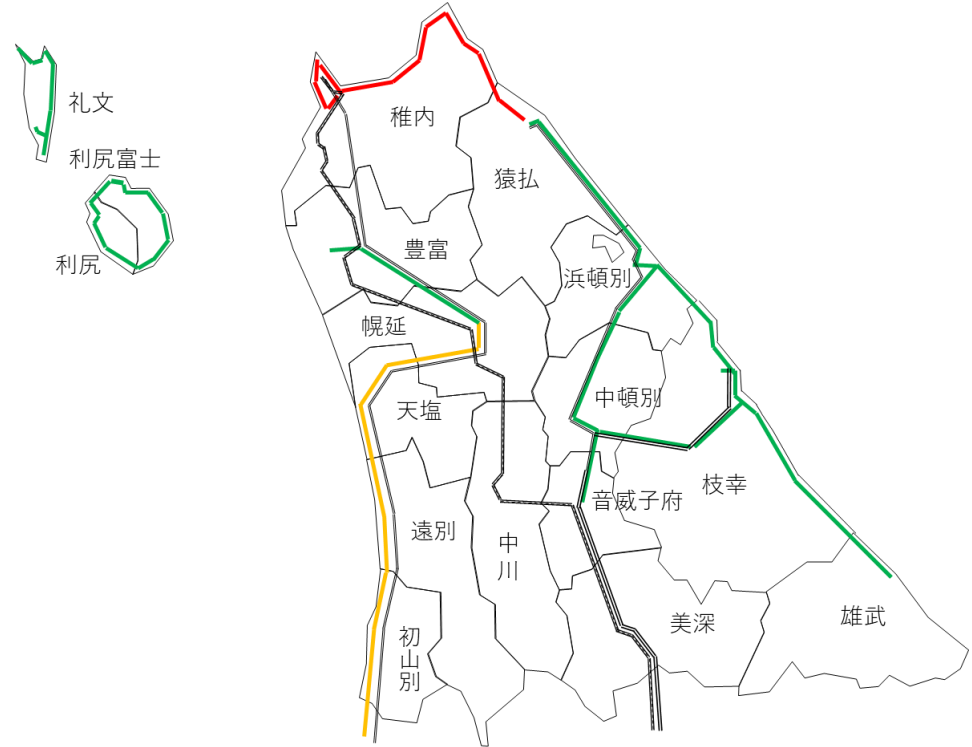 礼文
利尻富士
利尻
稚内
猿払
豊富
浜頓別
幌延
天塩
中頓別
枝幸
音威子府
遠別
中川
初山別
美深
雄武